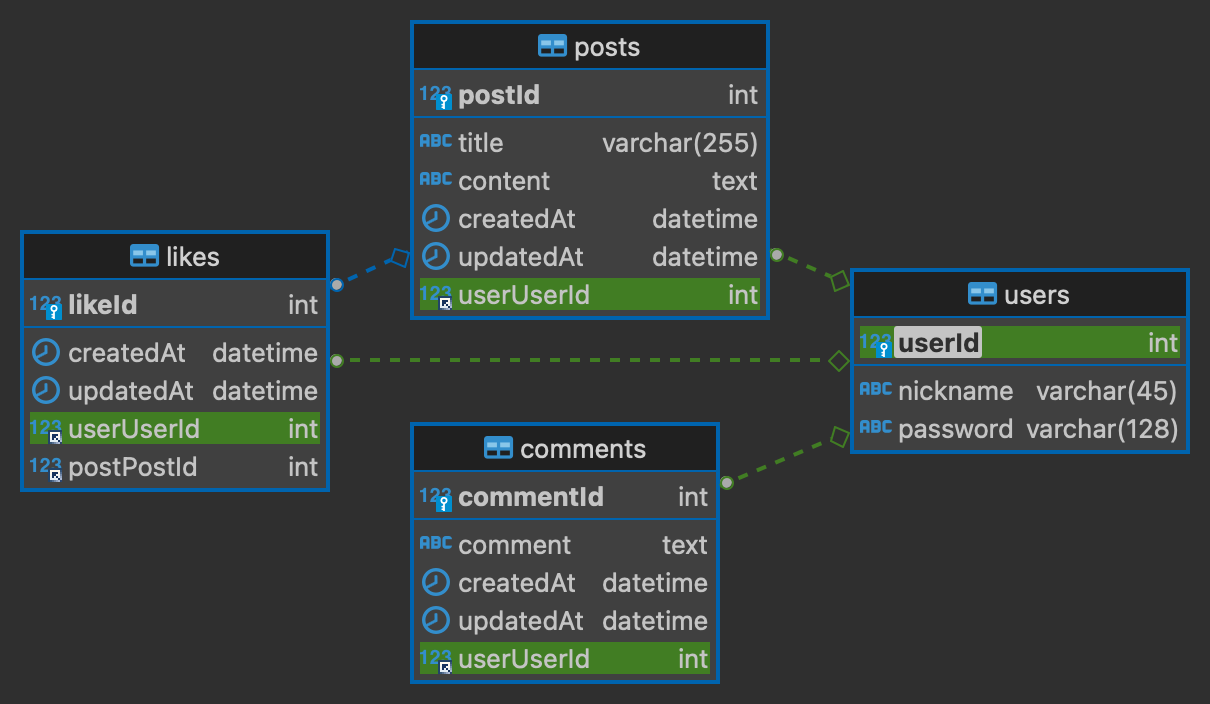 posts
123 postId int
ABC title varchar(255)
ABC content text
createdAt datetime
updatedAt datetime
123 userUserId int
likes
123 likeId int
createdAt datetime
updatedAt datetime
123 userUserId int
123 postPostId int
users
123 userId int
ABC nickname varchar(45)
ABC password varchar(128)
comments
123 commentId int
ABC comment text
createdAt datetime
updatedAt datetime
123 userUserId int